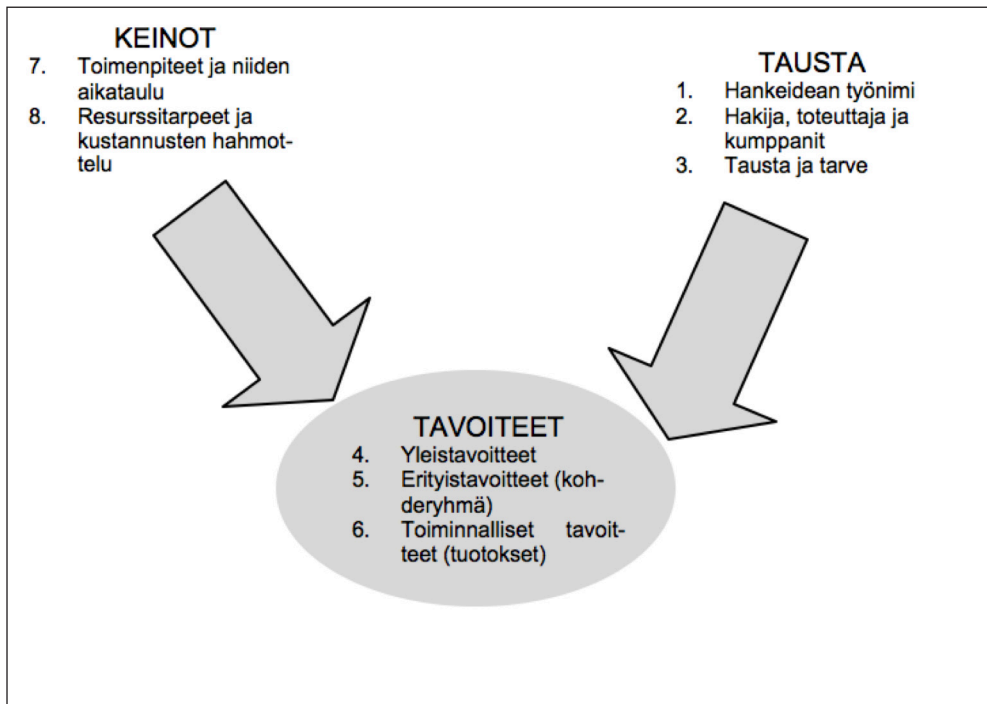 KEINOT
7. Toimenpiteet ja niiden
aikataulu
8. Resurssitarpeet ja
kustannusten hahmot-
telu
TAUSTA
1. Hankeidean työnimi
2. Hakija, toteuttaja ja
kumppanit
3. Tausta ja tarve
TAVOITEET
4. Yleistavoitteet
5. Erityistavoitteet (koh-
deryhmä)
6. Toiminnalliset tavoit-
teet (tuotokset)